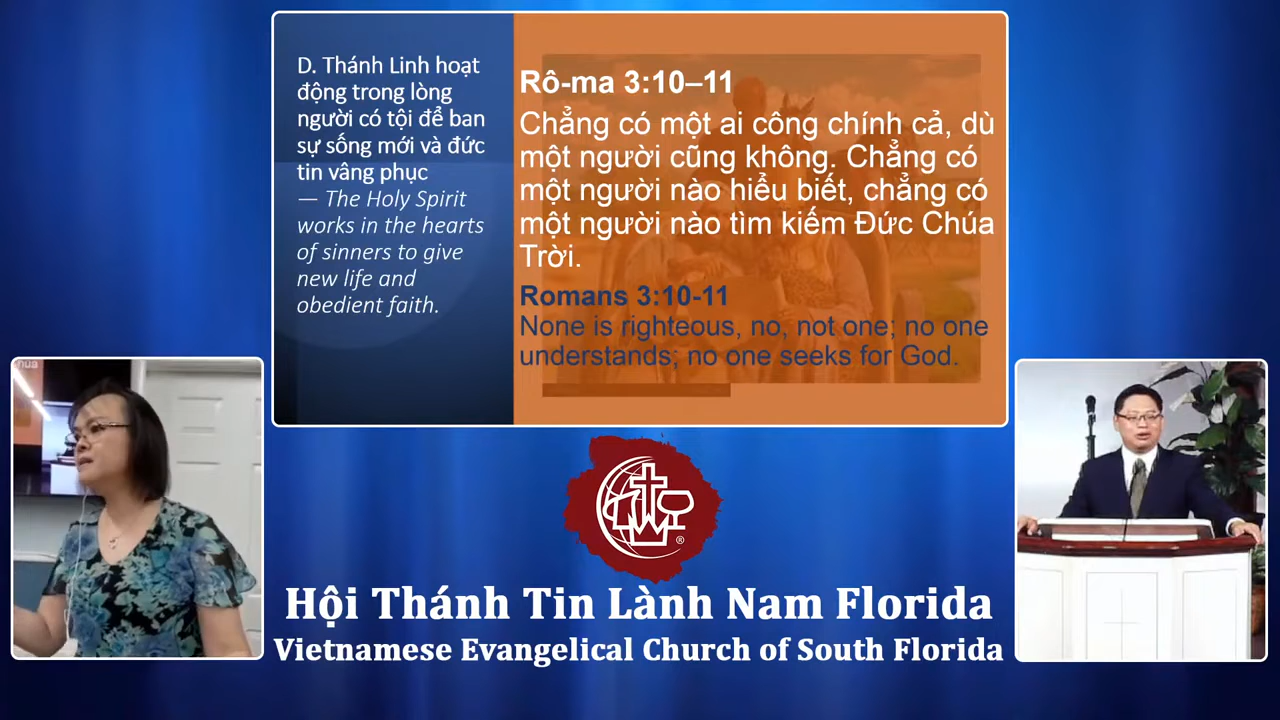 D. Thánh Linh hoạt
động trong lòng
người có tội để ban
sự sống mới và đức
tin vâng phục
— The Holy Spirit
works in the hearts
of sinners to give
new life and
obedient faith.
Rô-ma 3:10–11
Chẳng có một ai công chính cả, dù
một người cũng không. Chẳng có
một người nào hiểu biết, chẳng có
một người nào tìm kiếm Đức Chúa
Trời.
Romans 3:10-11
None is righteous, no, not one; no one
understands; no one seeks for God.
®
Hội Thánh Tin Lành Nam Florida
Vietnamese Evangelical Church of South Florida